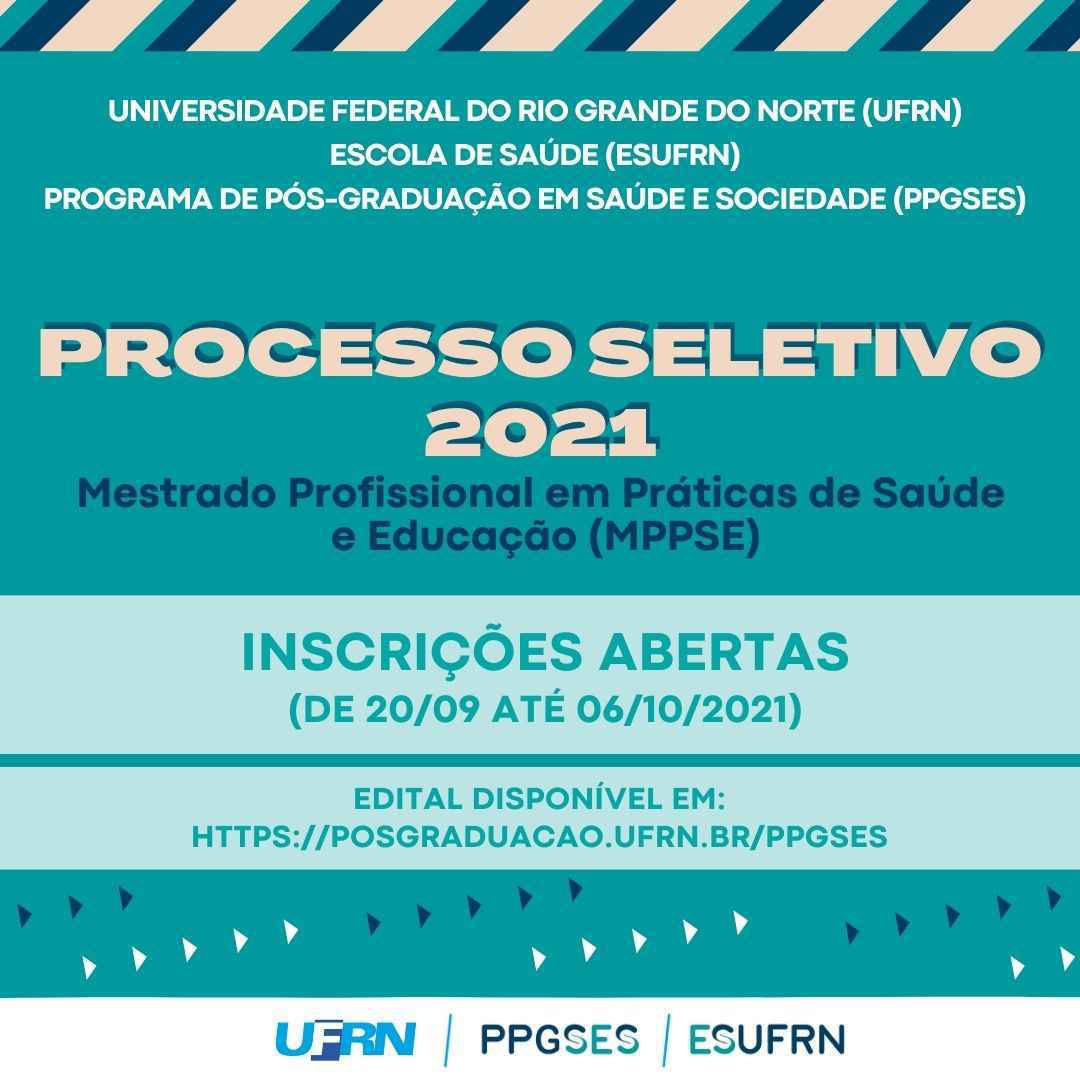 UNIVERSIDADE FEDERAL DO RIO GRANDE DO NORTE (UFRN)
ESCOLA DE SAÚDE (ESUFRN)
PROGRAMA DE PÓS-GRADUAÇÃO EM SAÚDE E SOCIEDADE (PPGSES)
PROCESSO SELETIVO
2021
Mestrado Profissional em Práticas de Saúde
e Educação (MPPSE)
INSCRIÇÕES ABERTAS
(DE 20/09 ATÉ 06/10/2021)
EDITAL DISPONÍVEL EM:
HTTPS://POSGRADUACAO.UFRN.BR/PPGSES
UFRN / PPGSES / ESUFRN